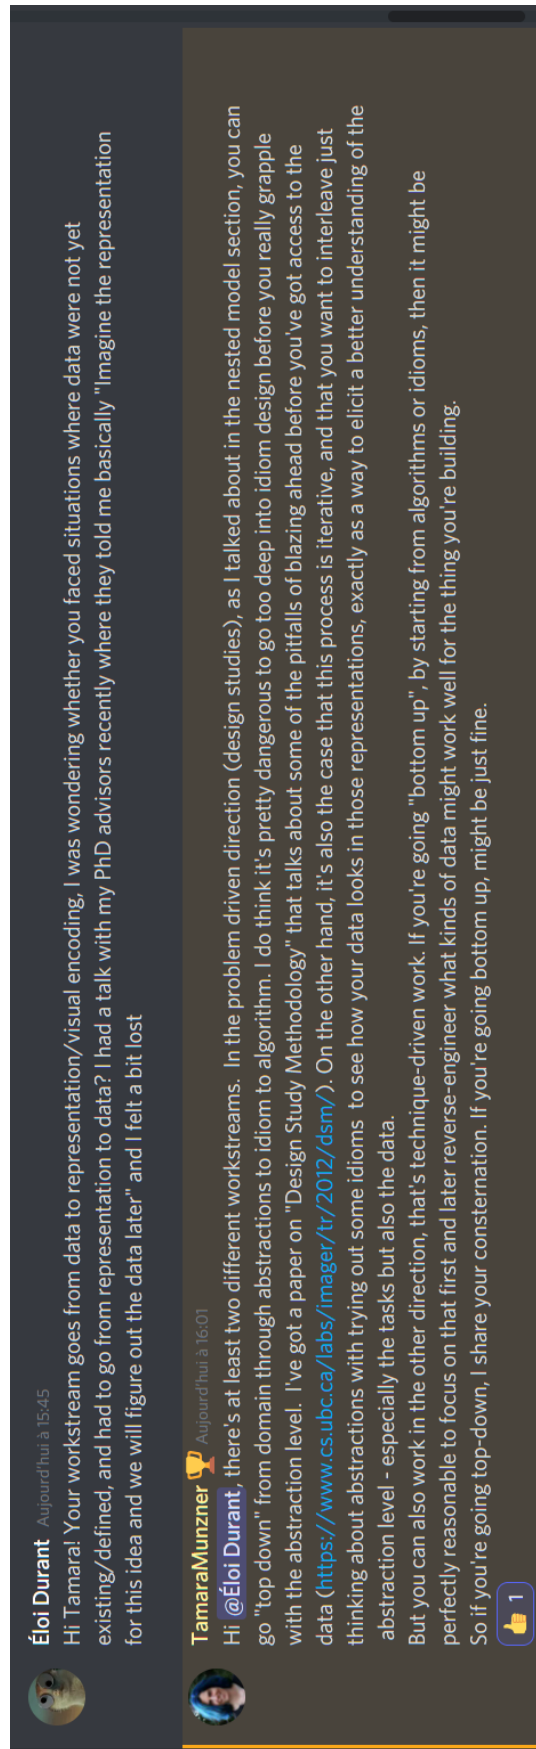 Éloi Durant Aujourd'hui à 15:45
Hi Tamara! Your workstream goes from data to representation/visual encoding, I was wondering whether you faced situations where data were not yet
existing/defined, and had to go from representation to data? I had a talk with my PhD advisors recently where they told me basically "Imagine the representation
for this idea and we will figure out the data later" and I felt a bit lost
TamaraMunzner 🏆 Aujourd'hui à 16:01
Hi @Éloi Durant, there's at least two different workstreams.  In the problem driven direction (design studies), as I talked about in the nested model section, you can
go "top down" from domain through abstractions to idiom to algorithm. I do think it's pretty dangerous to go too deep into idiom design before you really grapple
with the abstraction level.  I've got a paper on "Design Study Methodology" that talks about some of the pitfalls of blazing ahead before you've got access to the
data (https://www.cs.ubc.ca/labs/imager/tr/2012/dsm/). On the other hand, it's also the case that this process is iterative, and that you want to interleave just
thinking about abstractions with trying out some idioms  to see how your data looks in those representations, exactly as a way to elicit a better understanding of the
abstraction level - especially the tasks but also the data.
But you can also work in the other direction, that's technique-driven work. If you're going "bottom up", by starting from algorithms or idioms, then it might be
perfectly reasonable to focus on that first and later reverse-engineer what kinds of data might work well for the thing you're building.
So if you're going top-down, I share your consternation. If you're going bottom up, might be just fine.
👍 1